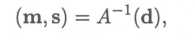 (m, s) = A⁻¹(d),